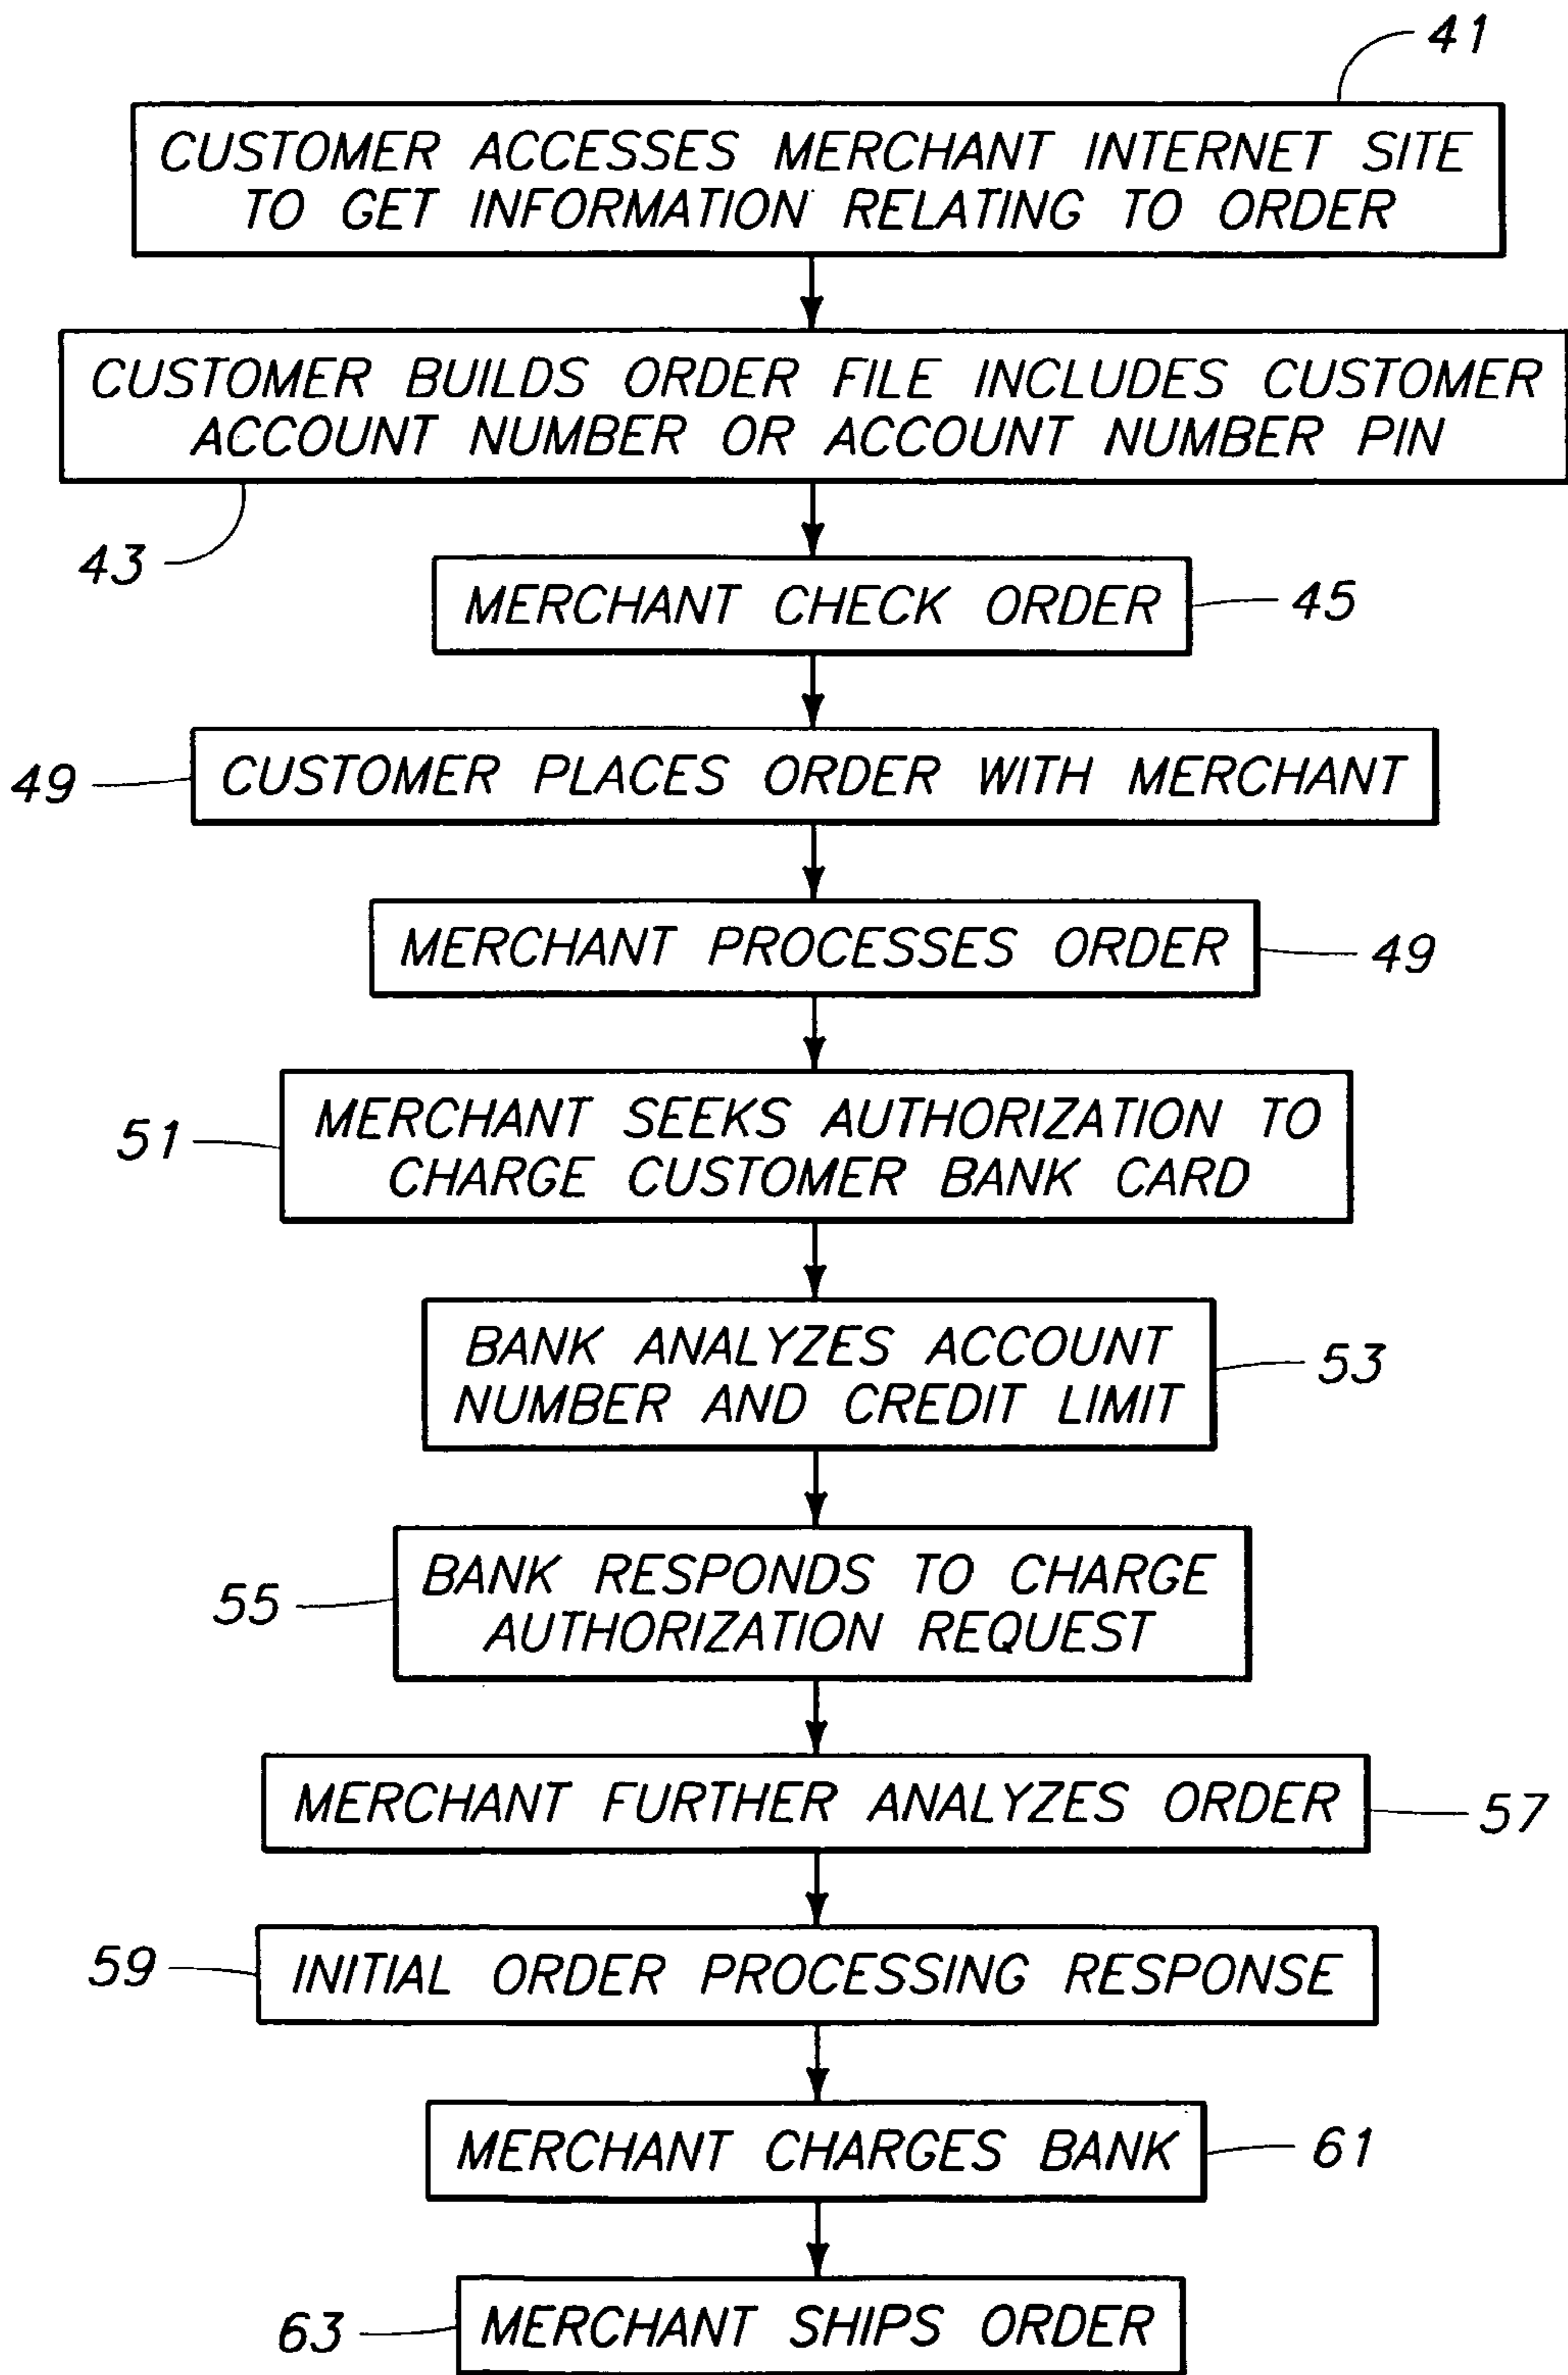 41
CUSTOMER ACCESSES MERCHANT INTERNET SITE
TO GET INFORMATION RELATING TO ORDER
CUSTOMER BUILDS ORDER FILE INCLUDES CUSTOMER
ACCOUNT NUMBER OR ACCOUNT NUMBER PIN
43
MERCHANT CHECK ORDER
45
49
CUSTOMER PLACES ORDER WITH MERCHANT
MERCHANT PROCESSES ORDER
49
51
MERCHANT SEEKS AUTHORIZATION TO
CHARGE CUSTOMER BANK CARD
BANK ANALYZES ACCOUNT
NUMBER AND CREDIT LIMIT
53
55
BANK RESPONDS TO CHARGE
AUTHORIZATION REQUEST
MERCHANT FURTHER ANALYZES ORDER
57
59
INITIAL ORDER PROCESSING RESPONSE
MERCHANT CHARGES BANK
61
63
MERCHANT SHIPS ORDER